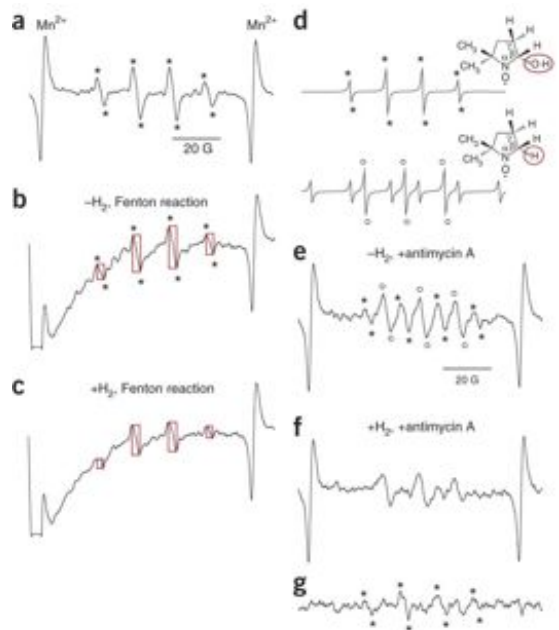 a
Mn²⁺
Mn²⁺
20 G
b
–H₂, Fenton reaction
c
+H₂, Fenton reaction
d
CH₃
CH₃
N
O
H
H
H
OH
CH₃
CH₃
N
O
H
H
H
H
e
–H₂, +antimycin A
20 G
f
+H₂, +antimycin A
g